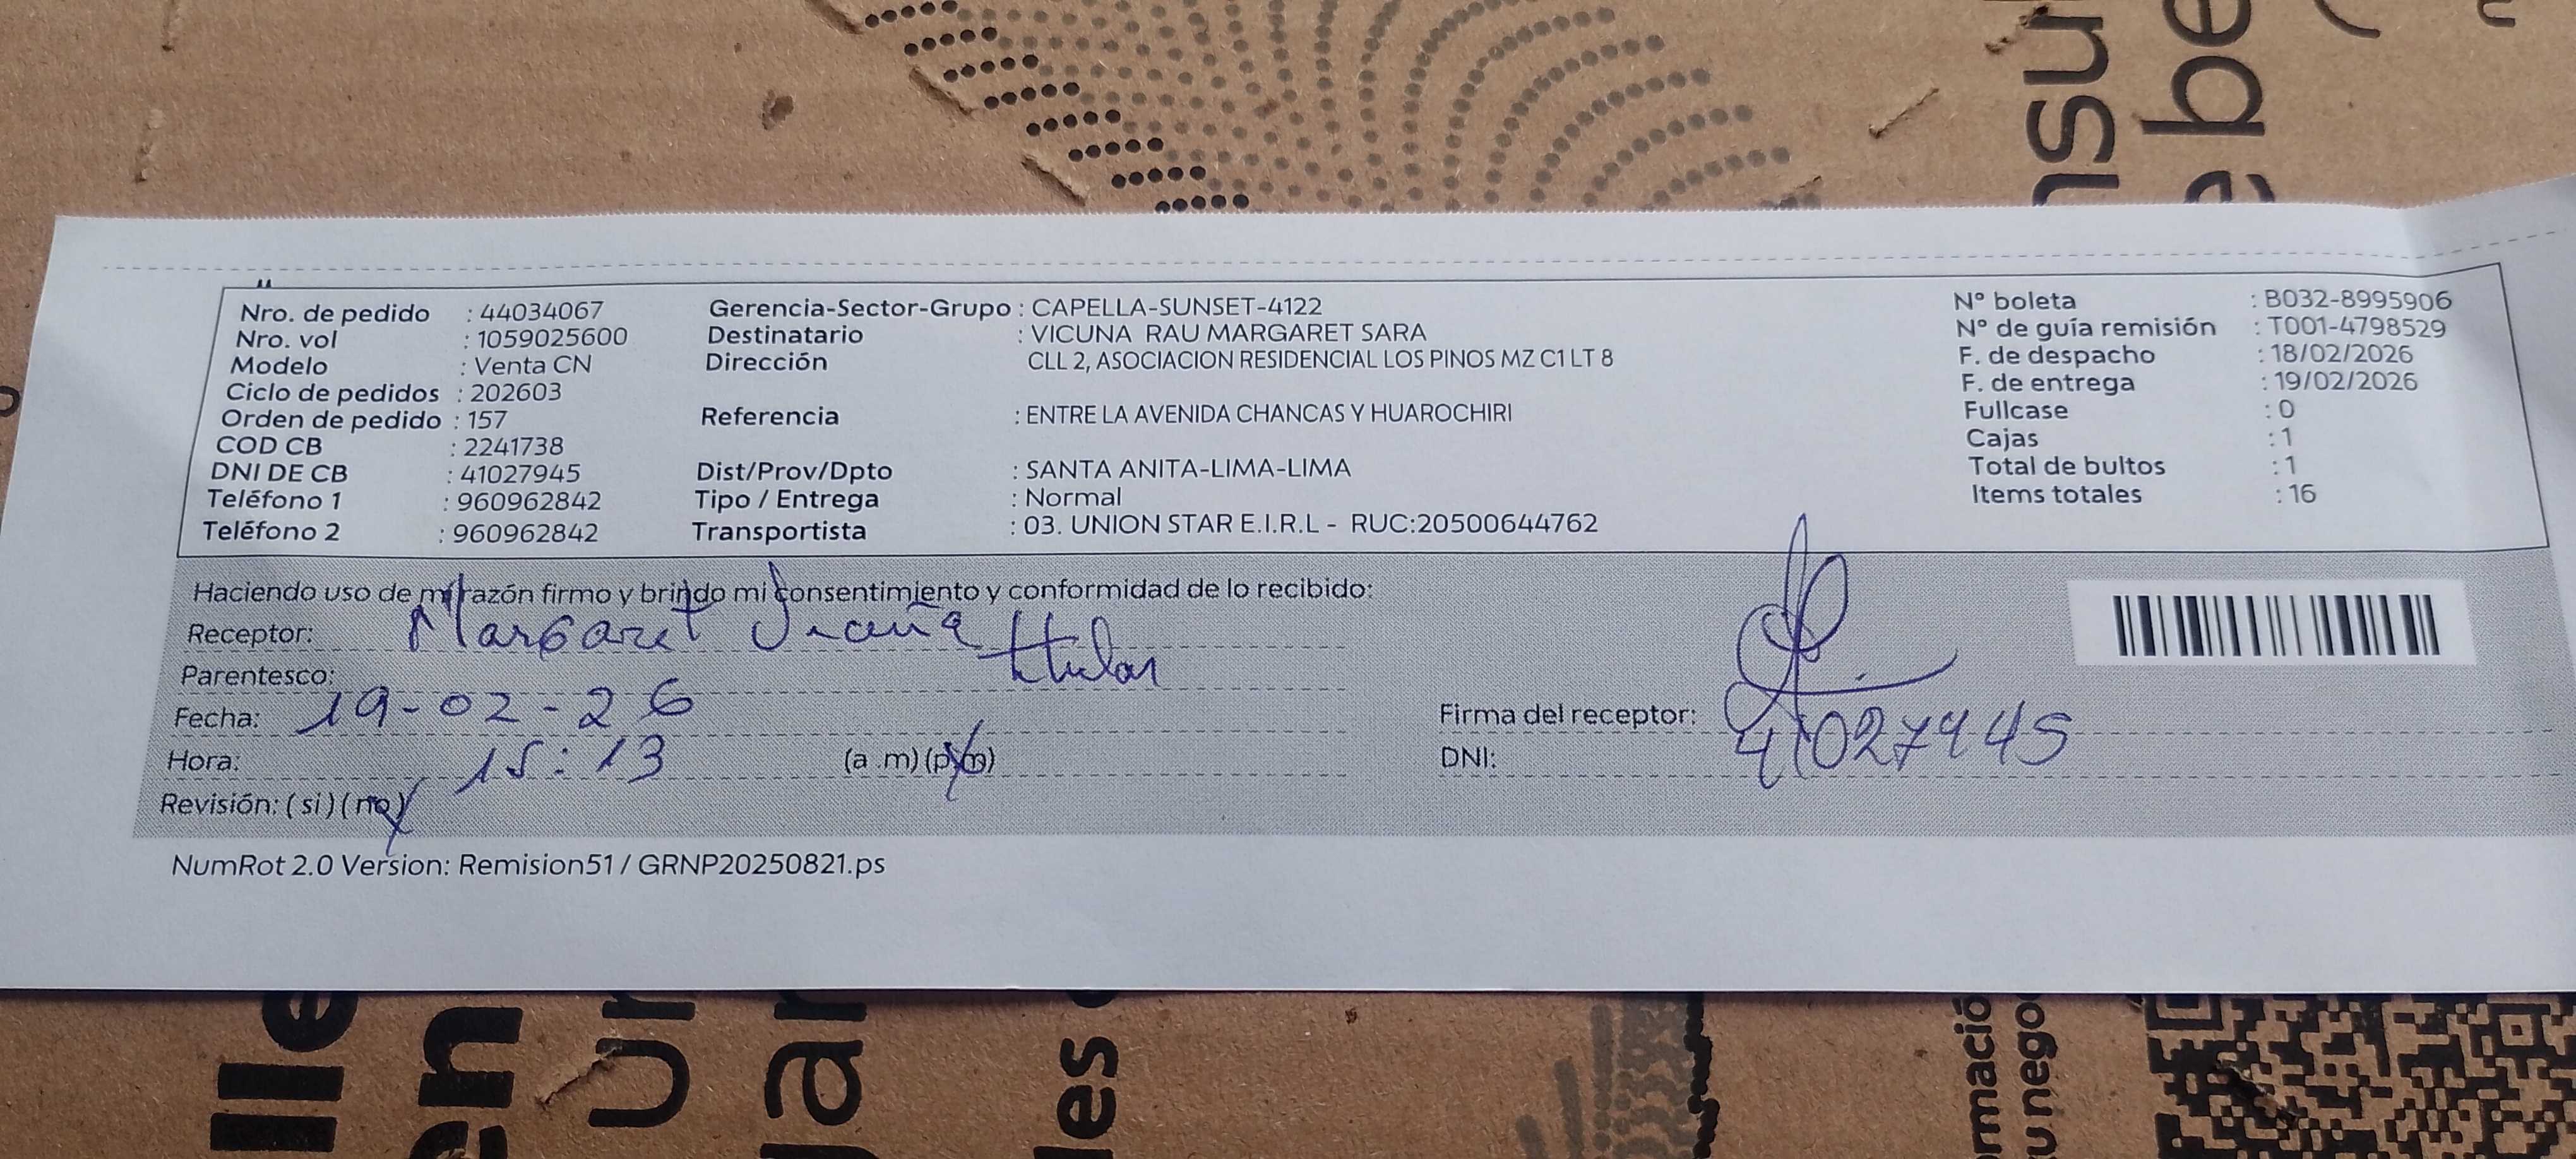 Nro. de pedido : 44034067
Nro. vol : 1059025600
Modelo : Venta CN
Ciclo de pedidos : 202603
Orden de pedido : 157
COD CB : 2241738
DNI DE CB : 41027945
Teléfono 1 : 960962842
Teléfono 2 : 960962842
Gerencia-Sector-Grupo : CAPELLA-SUNSET-4122
Destinatario : VICUNA RAU MARGARET SARA
Dirección CLL 2, ASOCIACION RESIDENCIAL LOS PINOS MZ C1 LT 8
Referencia : ENTRE LA AVENIDA CHANCAS Y HUAROCHIRI
Dist/Prov/Dpto : SANTA ANITA-LIMA-LIMA
Tipo / Entrega : Normal
Transportista : 03. UNION STAR E.I.R.L - RUC:20500644762
N° boleta : B032-8995906
N° de guía remisión : T001-4798529
F. de despacho : 18/02/2026
F. de entrega : 19/02/2026
Fullcase : 0
Cajas : 1
Total de bultos : 1
Items totales : 16
Haciendo uso de mi razón firmo y brindo mi consentimiento y conformidad de lo recibido:
Receptor: Margaret Vicuña
Parentesco: titular
Fecha: 19-02-26
Hora: 15:13 (a .m) (p.m)
Revisión: ( si ) ( no )
Firma del receptor:
DNI: 41027945
NumRot 2.0 Version: Remision51 / GRNP20250821.ps